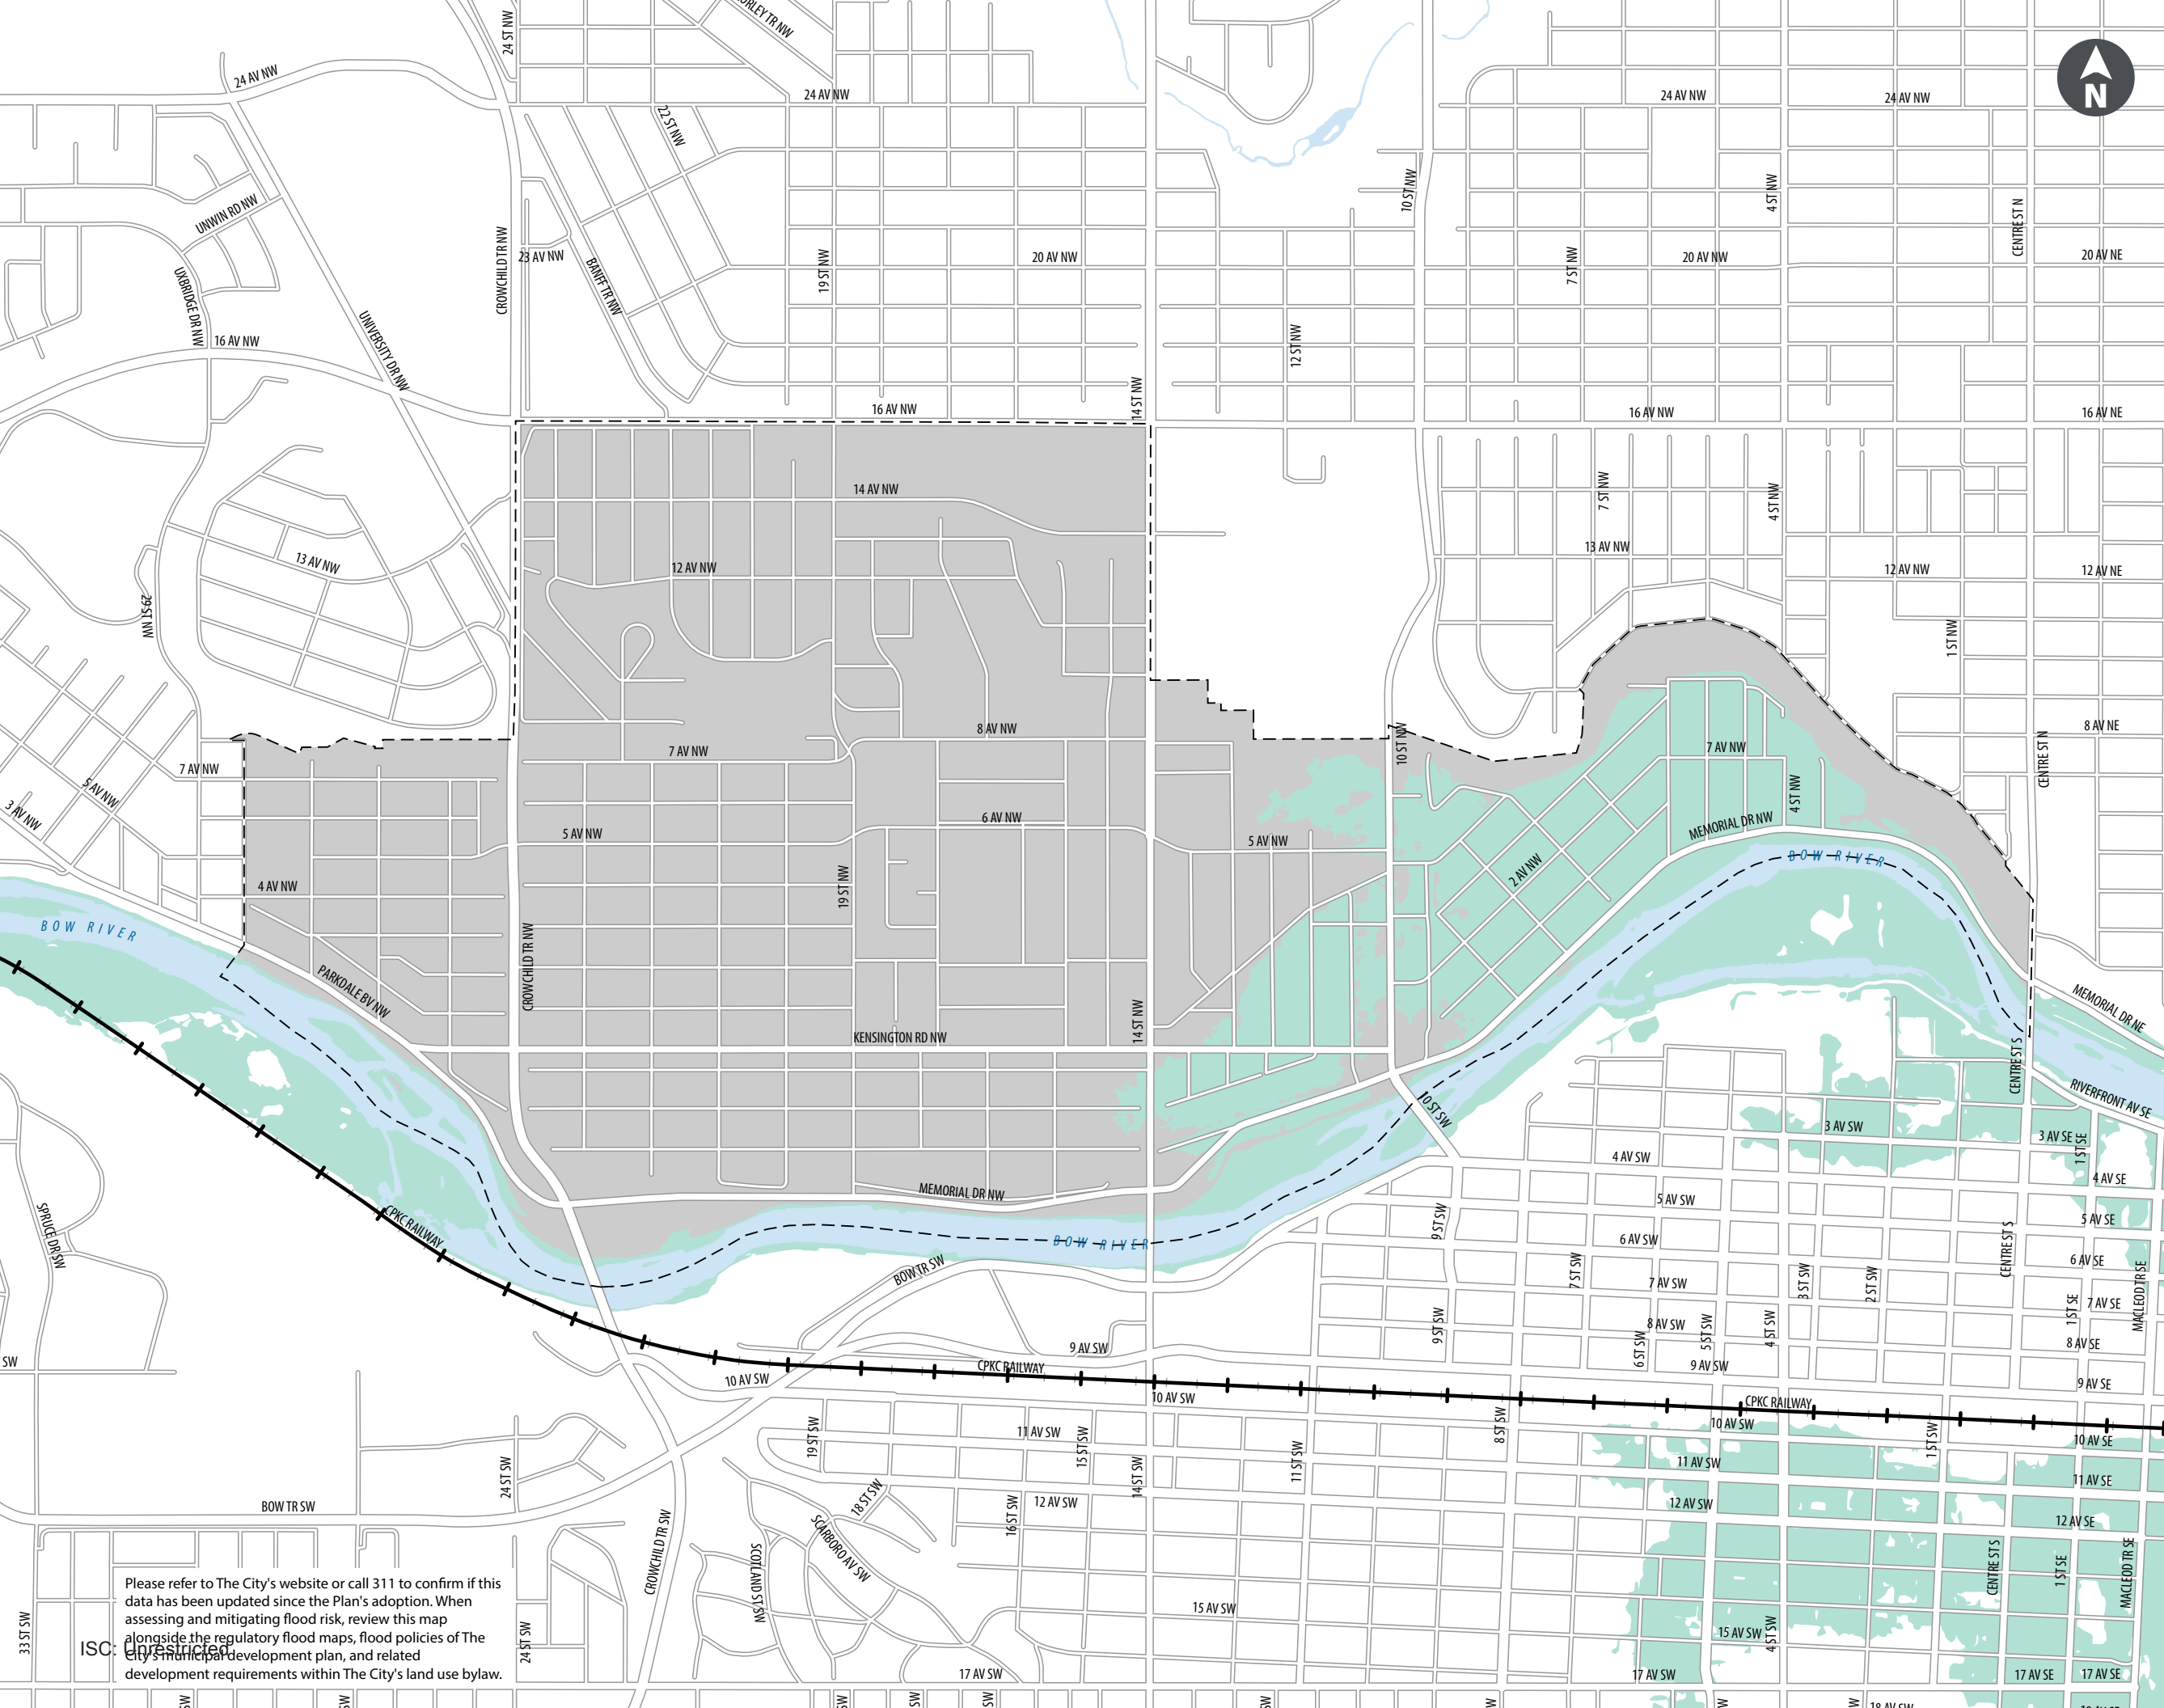 24 ST NW
MORLEY TR NW
24 AV NW
24 AV NW
24 AV NW
24 AV NW
N
22 ST NW
UNWIN RD NW
10 ST NW
4 ST NW
CENTRE ST N
CROWCHILD TR NW
23 AV NW
BANFF TR NW
19 ST NW
20 AV NW
7 ST NW
20 AV NW
20 AV NE
UXBRIDGE DR NW
UNIVERSITY DR NW
16 AV NW
12 ST NW
14 ST NW
16 AV NW
16 AV NW
16 AV NE
14 AV NW
7 ST NW
4 ST NW
13 AV NW
12 AV NW
13 AV NW
12 AV NW
12 AV NE
29 ST NW
1 ST NW
8 AV NW
10 ST NW
8 AV NE
7 AV NW
7 AV NW
7 AV NW
CENTRE ST N
5 AV NW
3 AV NW
4 ST NW
6 AV NW
5 AV NW
5 AV NW
MEMORIAL DR NW
BOW RIVER
2 AV NW
4 AV NW
19 ST NW
BOW RIVER
CROWCHILD TR NW
PARKDALE BV NW
14 ST NW
KENSINGTON RD NW
MEMORIAL DR NE
CENTRE ST S
RIVERFRONT AV SE
10 ST SW
3 AV SW
3 AV SE
1 ST SE
4 AV SW
4 AV SE
MEMORIAL DR NW
5 AV SW
5 AV SE
SPRUCE DR SW
CPKC RAILWAY
BOW RIVER
9 ST SW
6 AV SW
CENTRE ST S
6 AV SE
BOW TR SW
7 ST SW
7 AV SW
3 ST SW
2 ST SW
MACLEOD TR SE
7 AV SE
1 ST SE
9 ST SW
8 AV SW
5 ST SW
4 ST SW
6 ST SW
8 AV SE
9 AV SW
9 AV SW
SW
CPKC RAILWAY
10 AV SW
9 AV SE
10 AV SW
CPKC RAILWAY
10 AV SW
8 ST SW
1 ST SW
10 AV SE
19 ST SW
11 AV SW
15 ST SW
11 ST SW
11 AV SW
24 ST SW
14 ST SW
11 AV SE
BOW TR SW
18 ST SW
12 AV SW
16 ST SW
12 AV SW
12 AV SE
CROWCHILD TR SW
SCARBORO AV SW
SCOTLAND ST SW
CENTRE ST S
1 ST SE
MACLEOD TR SE
Please refer to The City's website or call 311 to confirm if this
data has been updated since the Plan's adoption. When
assessing and mitigating flood risk, review this map
alongside the regulatory flood maps, flood policies of The
City's municipal development plan, and related
development requirements within The City's land use bylaw.
ISC: Unrestricted
33 ST SW
24 ST SW
15 AV SW
15 AV SW
4 ST SW
17 AV SW
17 AV SW
17 AV SE
17 AV SE
SW
SW
SW
SW
SW
SW
SW
SW
SW
18 AV SW